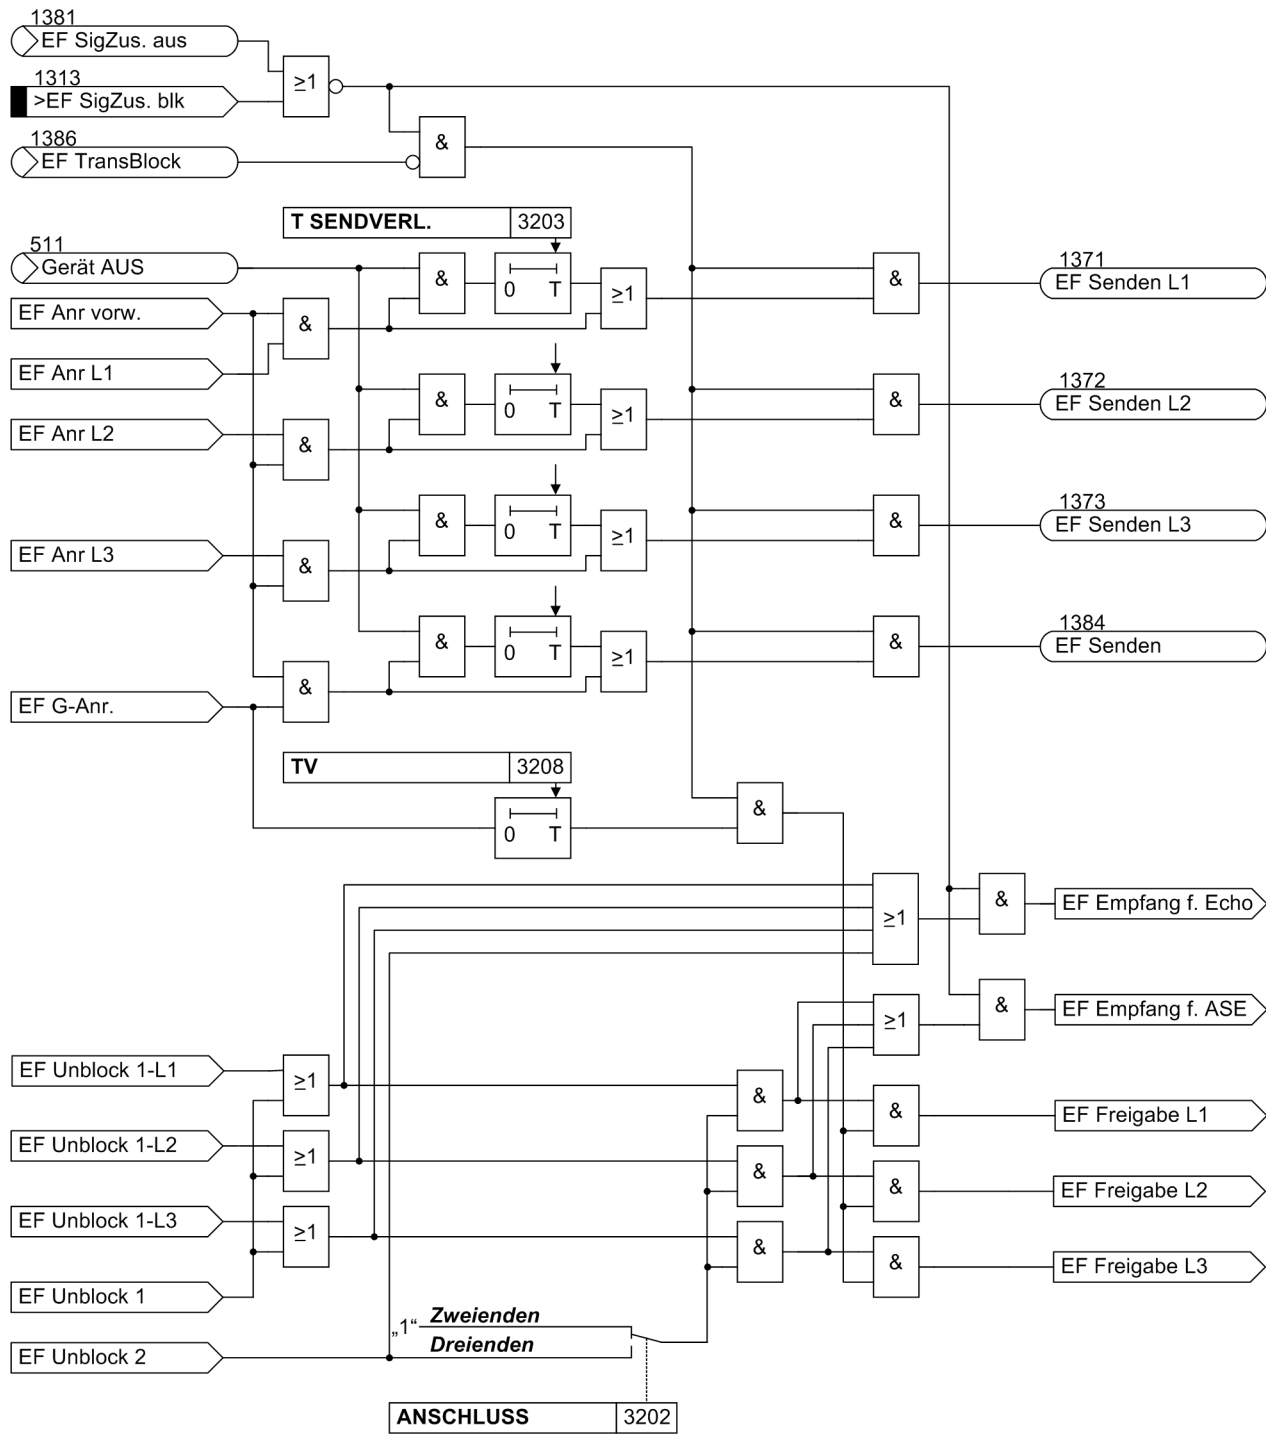 1381
EF SigZus. aus
≥1
1313
>EF SigZus. blk
1386
EF TransBlock
&
T SENDVERL. 3203
511
Gerät AUS
&
0 T
≥1
&
1371
EF Senden L1
EF Anr vorw.
&
EF Anr L1
&
0 T
≥1
&
1372
EF Senden L2
EF Anr L2
&
&
0 T
≥1
&
1373
EF Senden L3
EF Anr L3
&
&
0 T
≥1
&
1384
EF Senden
&
EF G-Anr.
TV 3208
0 T
&
≥1
&
EF Empfang f. Echo
≥1
&
EF Empfang f. ASE
EF Unblock 1-L1
≥1
&
&
EF Freigabe L1
EF Unblock 1-L2
≥1
&
&
EF Freigabe L2
EF Unblock 1-L3
≥1
&
&
EF Freigabe L3
EF Unblock 1
„1“ Zweienden
Dreienden
EF Unblock 2
ANSCHLUSS 3202